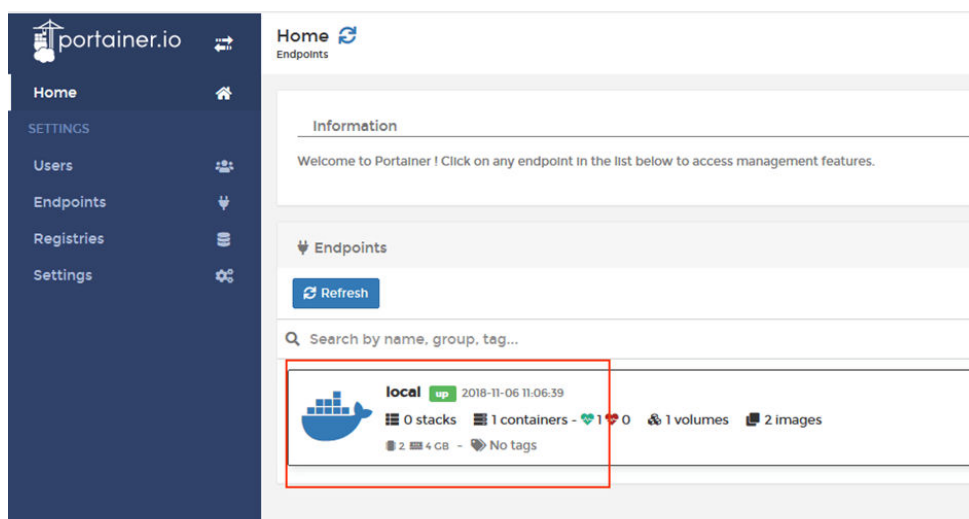 portainer.io
Home
SETTINGS
Users
Endpoints
Registries
Settings
Home
Endpoints
Information
Welcome to Portainer ! Click on any endpoint in the list below to access management features.
Endpoints
Refresh
Search by name, group, tag...
local up 2018-11-06 11:06:39
0 stacks 1 containers - 1 0 1 volumes 2 images
2 4 GB - No tags